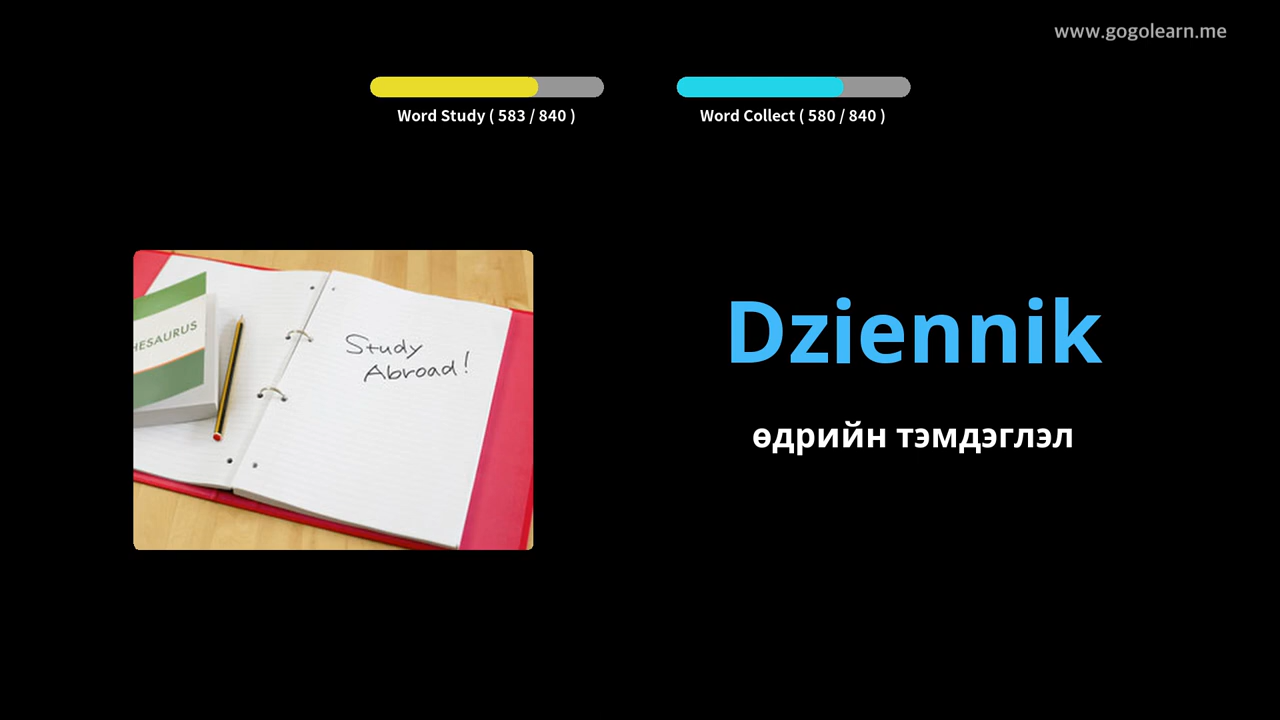 www.gogolearn.me
Word Study ( 583 / 840 )
Word Collect ( 580 / 840 )
HESAURUS
Study
Abroad!
Dziennik
өдрийн тэмдэглэл